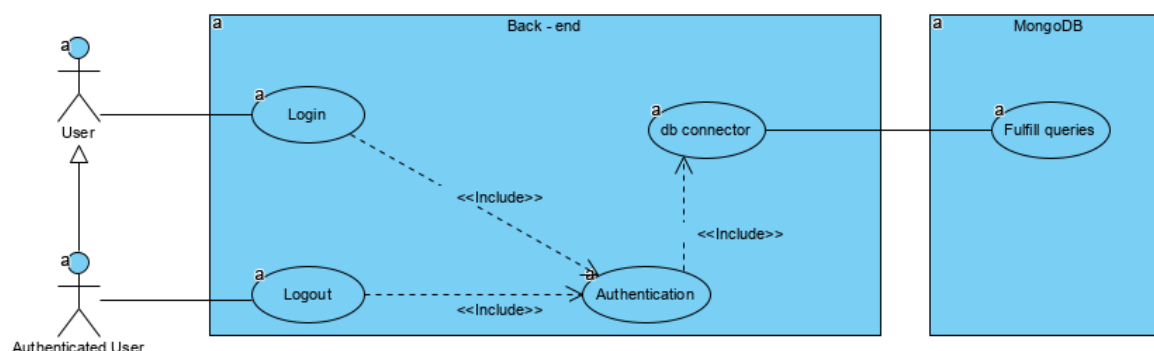 a
Back - end
a
MongoDB
a
User
a
Login
<<Include>>
a
db connector
a
Fulfill queries
<<Include>>
a
Authenticated User
a
Logout
<<Include>>
a
Authentication